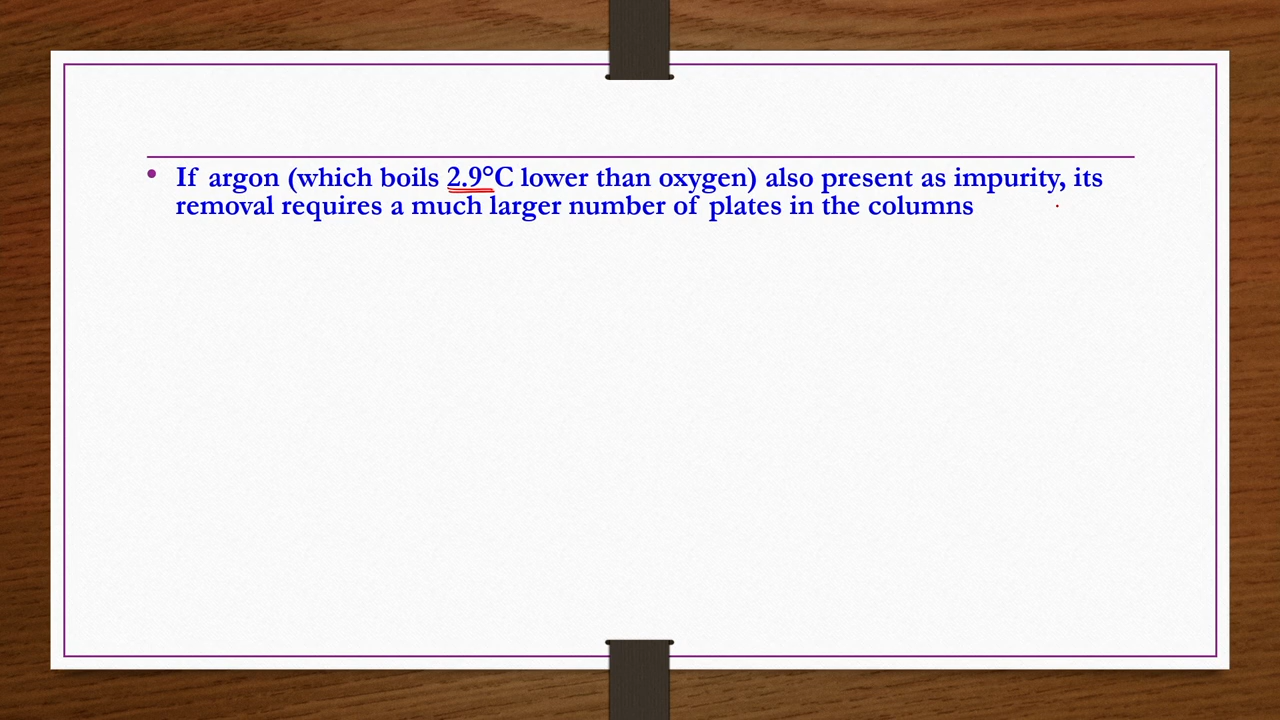 • If argon (which boils 2.9°C lower than oxygen) also present as impurity, its
removal requires a much larger number of plates in the columns